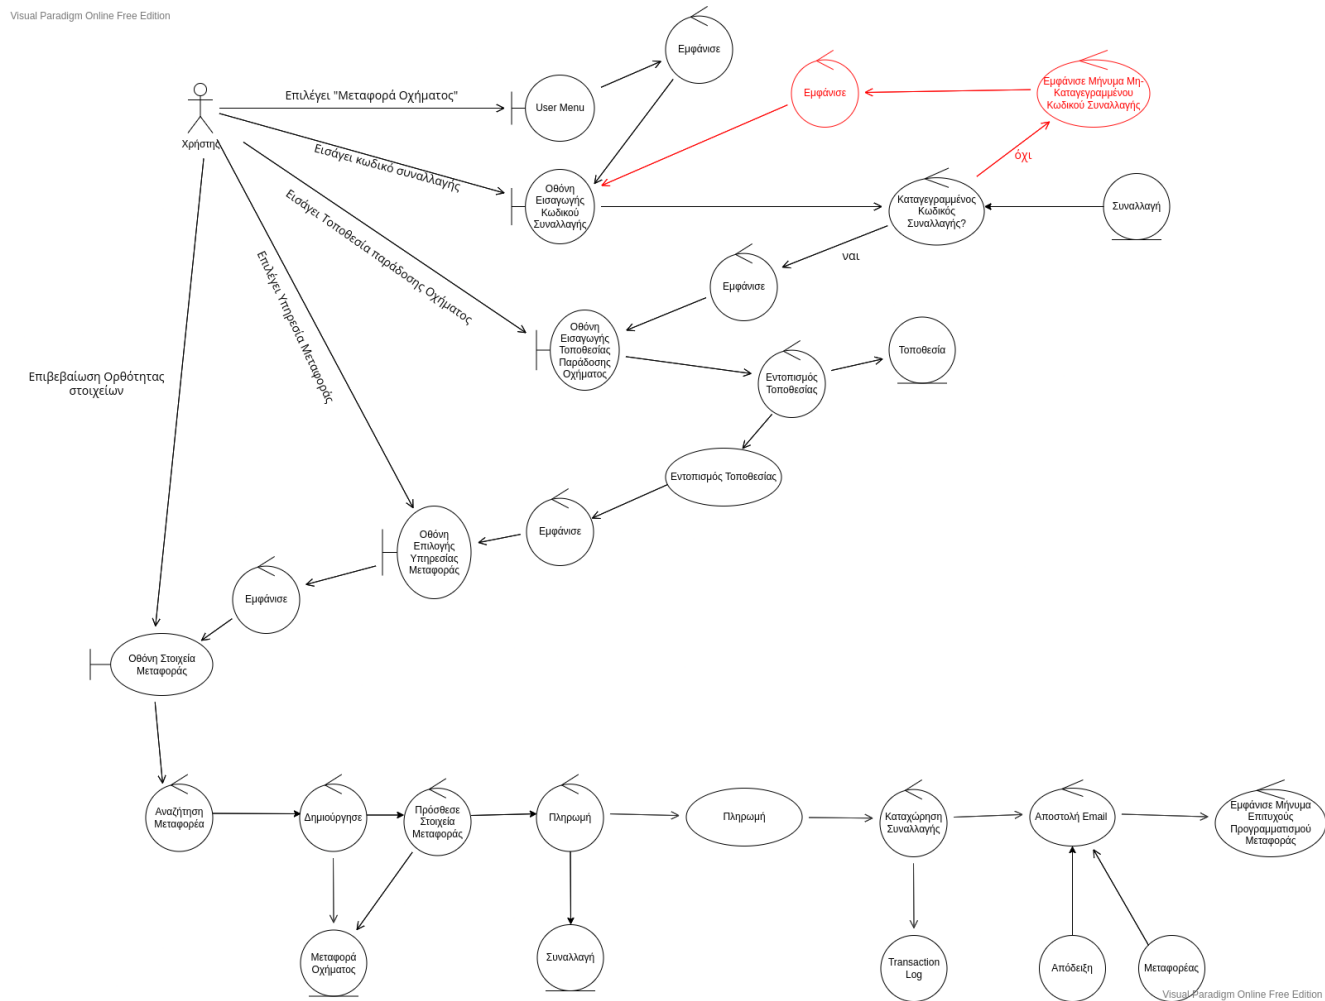 Visual Paradigm Online Free Edition
Εμφάνισε
Εμφάνισε
Εμφάνισε Μήνυμα Μη-
Καταγεγραμμένου
Κωδικού Συναλλαγής
Επιλέγει "Μεταφορά Οχήματος"
User Menu
Χρήστης
Εισάγει κωδικό συναλλαγής
όχι
Οθόνη
Εισαγωγής
Κωδικού
Συναλλαγής
Καταγεγραμμένος
Κωδικός
Συναλλαγής?
Συναλλαγή
Εισάγει Τοποθεσία παράδοσης Οχήματος
ναι
Εμφάνισε
Επιλέγει Υπηρεσία Μεταφοράς
Οθόνη
Εισαγωγής
Τοποθεσίας
Παράδοσης
Οχήματος
Τοποθεσία
Εντοπισμός
Τοποθεσίας
Επιβεβαίωση Ορθότητας
στοιχείων
Εντοπισμός Τοποθεσίας
Εμφάνισε
Οθόνη
Επιλογής
Υπηρεσίας
Μεταφοράς
Εμφάνισε
Οθόνη Στοιχεία
Μεταφοράς
Αναζήτηση
Μεταφορέα
Δημιούργησε
Πρόσθεσε
Στοιχεία
Μεταφοράς
Πληρωμή
Πληρωμή
Καταχώρηση
Συναλλαγής
Αποστολή Email
Εμφάνισε Μήνυμα
Επιτυχούς
Προγραμματισμού
Μεταφοράς
Μεταφορά
Οχήματος
Συναλλαγή
Transaction
Log
Απόδειξη
Μεταφορέας
Visual Paradigm Online Free Edition